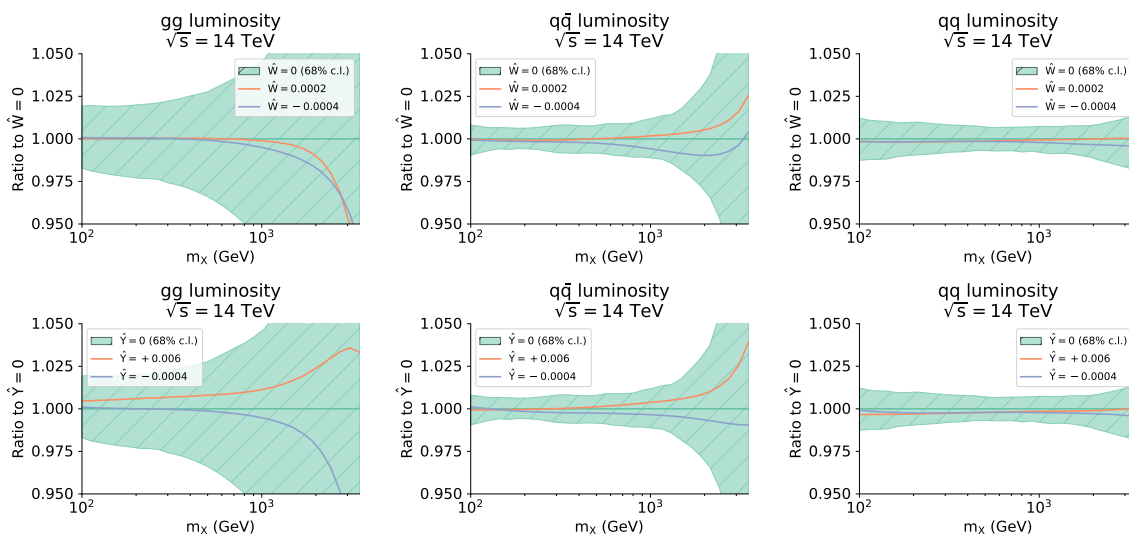 gg luminosity
√s = 14 TeV
1.050
1.025
1.000
0.975
0.950
Ratio to Ŵ = 0
Ŵ = 0 (68% c.l.)
Ŵ = 0.0002
Ŵ = −0.0004
10²
10³
m_X (GeV)
qq̄ luminosity
√s = 14 TeV
1.050
1.025
1.000
0.975
0.950
Ratio to Ŵ = 0
Ŵ = 0 (68% c.l.)
Ŵ = 0.0002
Ŵ = −0.0004
10²
10³
m_X (GeV)
qq luminosity
√s = 14 TeV
1.050
1.025
1.000
0.975
0.950
Ratio to Ŵ = 0
Ŵ = 0 (68% c.l.)
Ŵ = 0.0002
Ŵ = −0.0004
10²
10³
m_X (GeV)
gg luminosity
√s = 14 TeV
1.050
1.025
1.000
0.975
0.950
Ratio to Ŷ = 0
Ŷ = 0 (68% c.l.)
Ŷ = +0.006
Ŷ = −0.0004
10²
10³
m_X (GeV)
qq̄ luminosity
√s = 14 TeV
1.050
1.025
1.000
0.975
0.950
Ratio to Ŷ = 0
Ŷ = 0 (68% c.l.)
Ŷ = +0.006
Ŷ = −0.0004
10²
10³
m_X (GeV)
qq luminosity
√s = 14 TeV
1.050
1.025
1.000
0.975
0.950
Ratio to Ŷ = 0
Ŷ = 0 (68% c.l.)
Ŷ = +0.006
Ŷ = −0.0004
10²
10³
m_X (GeV)